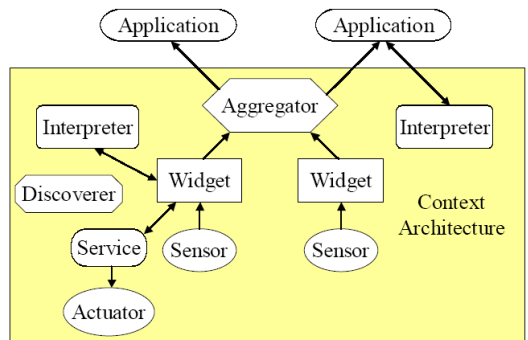 Application
Application
Aggregator
Interpreter
Interpreter
Widget
Widget
Discoverer
Context
Architecture
Service
Sensor
Sensor
Actuator